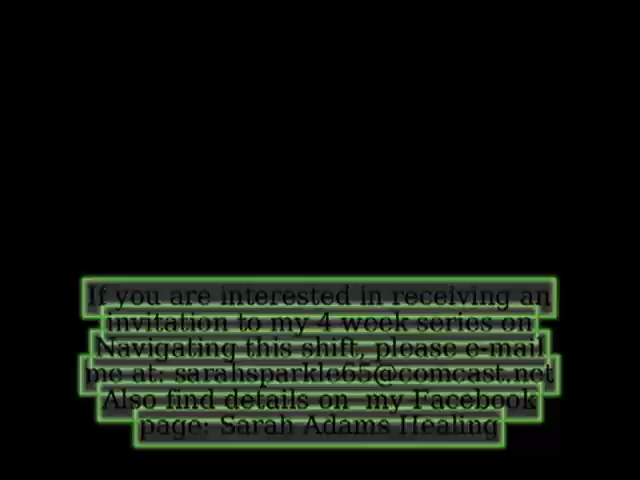 If you are interested in receiving an
invitation to my 4 week series on
Navigating this shift, please e-mail
me at: sarahsparkle65@comcast.net
Also find details on  my Facebook
page: Sarah Adams Healing